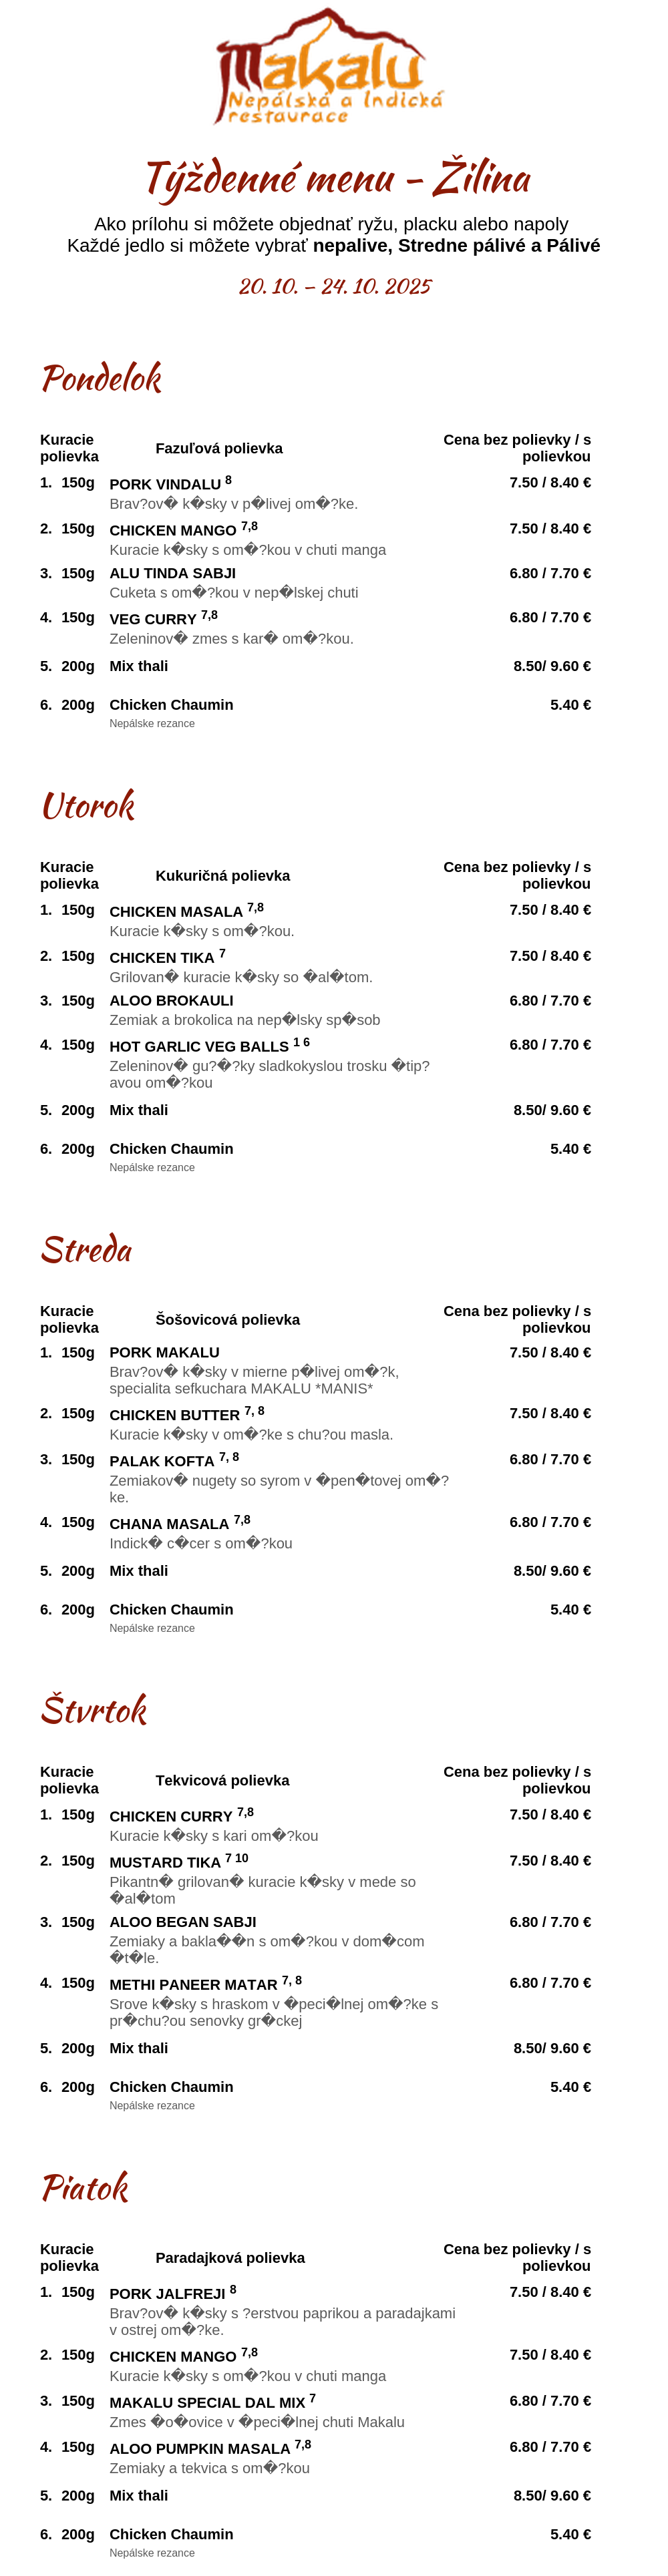 Makalu
Nepálská a Indická
restaurace
Týždenné menu - Žilina
Ako prílohu si môžete objednať ryžu, placku alebo napoly
Každé jedlo si môžete vybrať nepalive, Stredne pálivé a Pálivé
20. 10. – 24. 10. 2025
Pondelok
Kuracie polievka Fazuľová polievka Cena bez polievky / s polievkou
1. 150g PORK VINDALU 8 7.50 / 8.40 €
Brav?ov� k�sky v p�livej om�?ke.
2. 150g CHICKEN MANGO 7,8 7.50 / 8.40 €
Kuracie k�sky s om�?kou v chuti manga
3. 150g ALU TINDA SABJI 6.80 / 7.70 €
Cuketa s om�?kou v nep�lskej chuti
4. 150g VEG CURRY 7,8 6.80 / 7.70 €
Zeleninov� zmes s kar� om�?kou.
5. 200g Mix thali 8.50/ 9.60 €
6. 200g Chicken Chaumin 5.40 €
Nepálske rezance
Utorok
Kuracie polievka Kukuričná polievka Cena bez polievky / s polievkou
1. 150g CHICKEN MASALA 7,8 7.50 / 8.40 €
Kuracie k�sky s om�?kou.
2. 150g CHICKEN TIKA 7 7.50 / 8.40 €
Grilovan� kuracie k�sky so �al�tom.
3. 150g ALOO BROKAULI 6.80 / 7.70 €
Zemiak a brokolica na nep�lsky sp�sob
4. 150g HOT GARLIC VEG BALLS 1 6 6.80 / 7.70 €
Zeleninov� gu?�?ky sladkokyslou trosku �tip?
avou om�?kou
5. 200g Mix thali 8.50/ 9.60 €
6. 200g Chicken Chaumin 5.40 €
Nepálske rezance
Streda
Kuracie polievka Šošovicová polievka Cena bez polievky / s polievkou
1. 150g PORK MAKALU 7.50 / 8.40 €
Brav?ov� k�sky v mierne p�livej om�?k,
specialita sefkuchara MAKALU *MANIS*
2. 150g CHICKEN BUTTER 7, 8 7.50 / 8.40 €
Kuracie k�sky v om�?ke s chu?ou masla.
3. 150g PALAK KOFTA 7, 8 6.80 / 7.70 €
Zemiakov� nugety so syrom v �pen�tovej om�?
ke.
4. 150g CHANA MASALA 7,8 6.80 / 7.70 €
Indick� c�cer s om�?kou
5. 200g Mix thali 8.50/ 9.60 €
6. 200g Chicken Chaumin 5.40 €
Nepálske rezance
Štvrtok
Kuracie polievka Tekvicová polievka Cena bez polievky / s polievkou
1. 150g CHICKEN CURRY 7,8 7.50 / 8.40 €
Kuracie k�sky s kari om�?kou
2. 150g MUSTARD TIKA 7 10 7.50 / 8.40 €
Pikantn� grilovan� kuracie k�sky v mede so
�al�tom
3. 150g ALOO BEGAN SABJI 6.80 / 7.70 €
Zemiaky a bakla��n s om�?kou v dom�com
�t�le.
4. 150g METHI PANEER MATAR 7, 8 6.80 / 7.70 €
Srove k�sky s hraskom v �peci�lnej om�?ke s
pr�chu?ou senovky gr�ckej
5. 200g Mix thali 8.50/ 9.60 €
6. 200g Chicken Chaumin 5.40 €
Nepálske rezance
Piatok
Kuracie polievka Paradajková polievka Cena bez polievky / s polievkou
1. 150g PORK JALFREJI 8 7.50 / 8.40 €
Brav?ov� k�sky s ?erstvou paprikou a paradajkami
v ostrej om�?ke.
2. 150g CHICKEN MANGO 7,8 7.50 / 8.40 €
Kuracie k�sky s om�?kou v chuti manga
3. 150g MAKALU SPECIAL DAL MIX 7 6.80 / 7.70 €
Zmes �o�ovice v �peci�lnej chuti Makalu
4. 150g ALOO PUMPKIN MASALA 7,8 6.80 / 7.70 €
Zemiaky a tekvica s om�?kou
5. 200g Mix thali 8.50/ 9.60 €
6. 200g Chicken Chaumin 5.40 €
Nepálske rezance